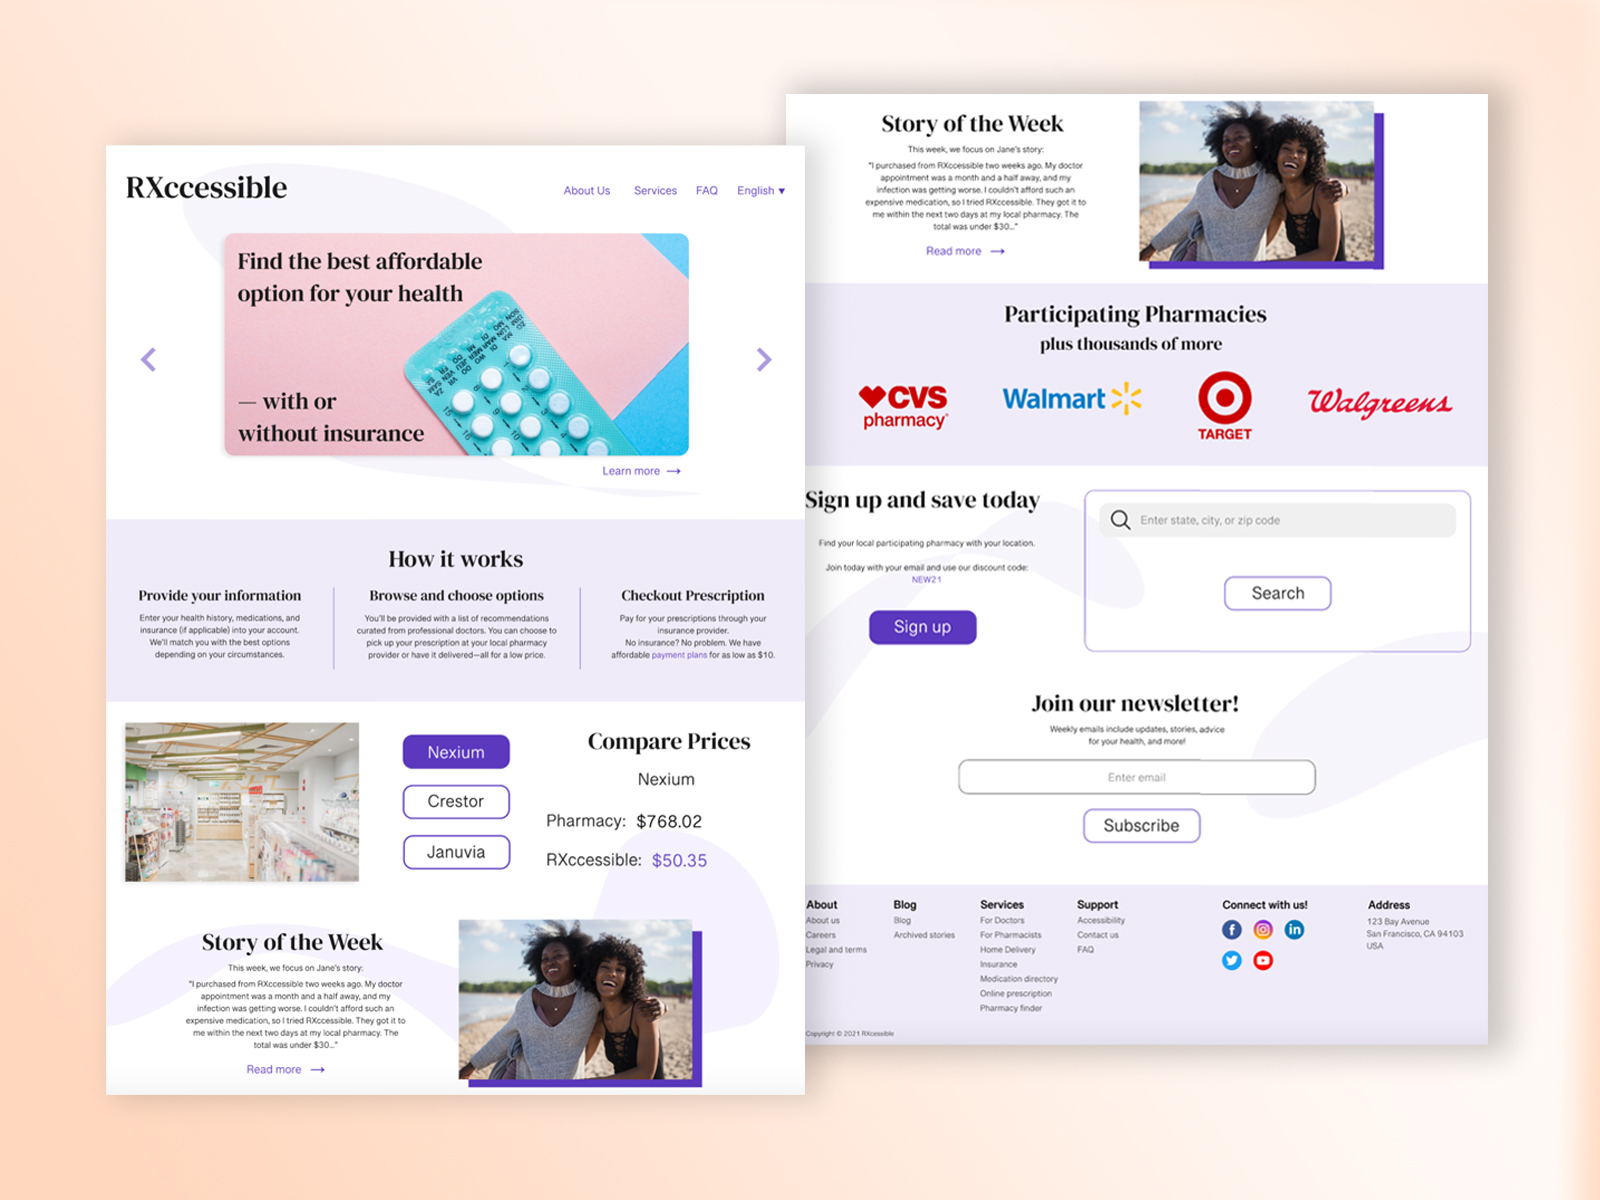 RXccessible
About Us
Services
FAQ
English ▼
Find the best affordable
option for your health
— with or
without insurance
Learn more →
How it works
Provide your information
Enter your health history, medications, and
insurance (if applicable) into your account.
We'll match you with the best options
depending on your circumstances.
Browse and choose options
You'll be provided with a list of recommendations
curated from professional doctors. You can choose to
pick up your prescription at your local pharmacy
provider or have it delivered—all for a low price.
Checkout Prescription
Pay for your prescriptions through your
insurance provider.
No insurance? No problem. We have
affordable payment plans for as low as $10.
Nexium
Crestor
Januvia
Compare Prices
Nexium
Pharmacy: $768.02
RXccessible: $50.35
Story of the Week
This week, we focus on Jane's story:
"I purchased from RXccessible two weeks ago. My doctor
appointment was a month and a half away, and my
infection was getting worse. I couldn't afford such an
expensive medication, so I tried RXccessible. They got it to
me within the next two days at my local pharmacy. The
total was under $30..."
Read more →
Story of the Week
This week, we focus on Jane's story:
"I purchased from RXccessible two weeks ago. My doctor
appointment was a month and a half away, and my
infection was getting worse. I couldn't afford such an
expensive medication, so I tried RXccessible. They got it to
me within the next two days at my local pharmacy. The
total was under $30..."
Read more →
Participating Pharmacies
plus thousands of more
CVS
pharmacy
Walmart
TARGET
Walgreens
Sign up and save today
Find your local participating pharmacy with your location.
Join today with your email and use our discount code:
NEW21
Sign up
Enter state, city, or zip code
Search
Join our newsletter!
Weekly emails include updates, stories, advice
for your health, and more!
Enter email
Subscribe
About
About us
Careers
Legal and terms
Privacy
Blog
Blog
Archived stories
Services
For Doctors
For Pharmacists
Home Delivery
Insurance
Medication directory
Online prescription
Pharmacy finder
Support
Accessibility
Contact us
FAQ
Connect with us!
Address
123 Bay Avenue
San Francisco, CA 94103
USA
Copyright © 2021 RXccessible